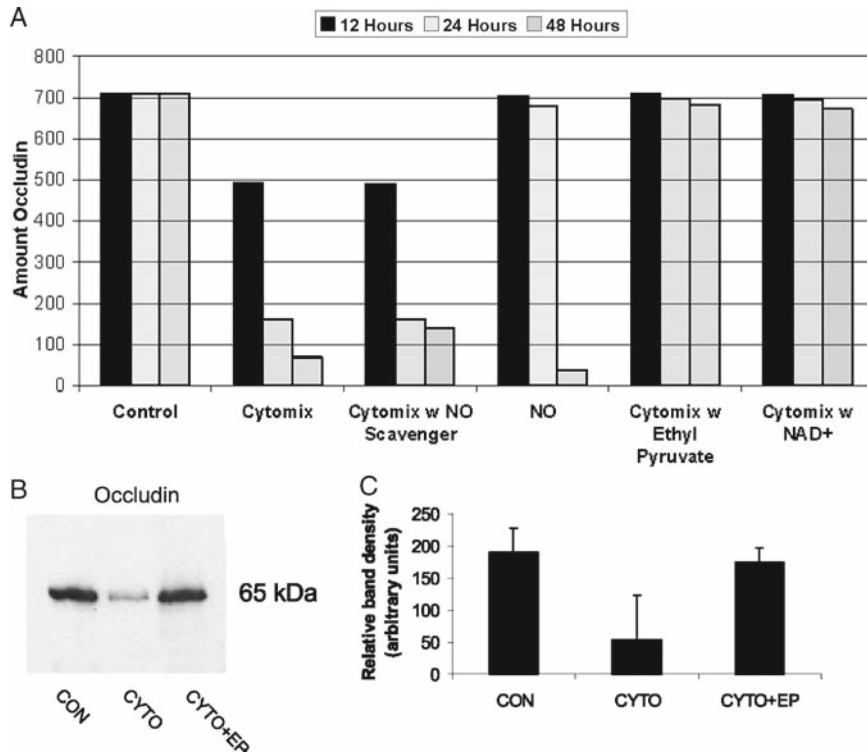 A
12 Hours 24 Hours 48 Hours
800
700
600
500
400
300
200
100
0
Amount Occludin
Control Cytomix Cytomix w NO Scavenger NO Cytomix w Ethyl Pyruvate Cytomix w NAD+
B
Occludin
65 kDa
CON CYTO CYTO+EP
C
250
200
150
100
50
0
Relative band density
(arbitrary units)
CON CYTO CYTO+EP